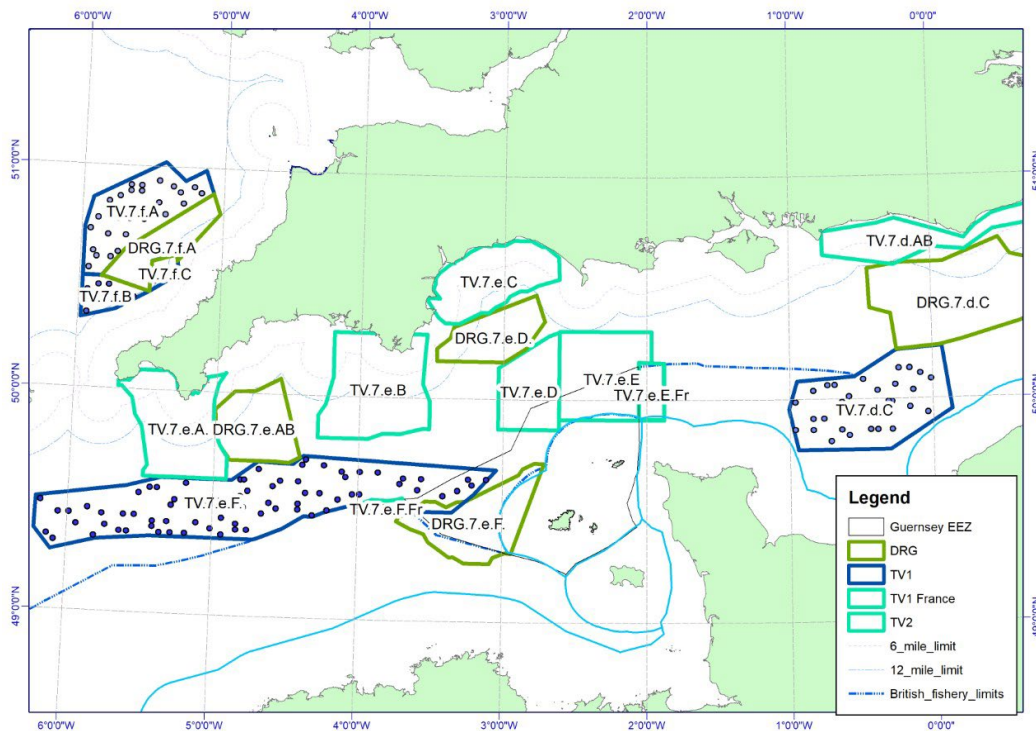 6°0'0"W 5°0'0"W 4°0'0"W 3°0'0"W 2°0'0"W 1°0'0"W 0°0'0"
51°0'0"N 51°0'0"N
TV.7.f.A
DRG.7.f.A
TV.7.f.C
TV.7.f.B
TV.7.d.AB
TV.7.e.C
DRG.7.d.C
DRG.7.e.D.
50°0'0"N
TV.7.e.B TV.7.e.D TV.7.e.E
TV.7.e.E.Fr
TV.7.d.C
TV.7.e.A. DRG.7.e.AB
TV.7.e.F.
TV.7.e.F.Fr
DRG.7.e.F.
49°0'0"N
Legend
Guernsey EEZ
DRG
TV1
TV1 France
TV2
6_mile_limit
12_mile_limit
British_fishery_limits
6°0'0"W 5°0'0"W 4°0'0"W 3°0'0"W 2°0'0"W 1°0'0"W 0°0'0"